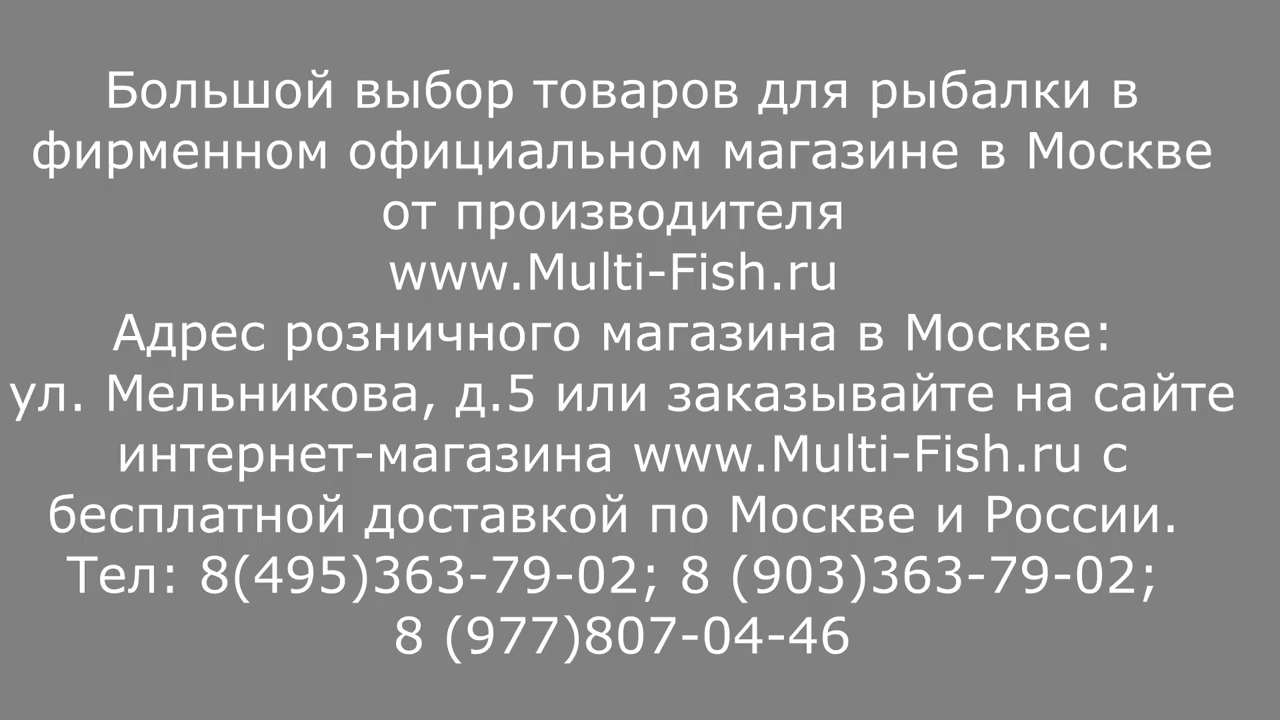 Большой выбор товаров для рыбалки в
фирменном официальном магазине в Москве
от производителя
www.Multi-Fish.ru
Адрес розничного магазина в Москве:
ул. Мельникова, д.5 или заказывайте на сайте
интернет-магазина www.Multi-Fish.ru с
бесплатной доставкой по Москве и России.
Тел: 8(495)363-79-02; 8 (903)363-79-02;
8 (977)807-04-46